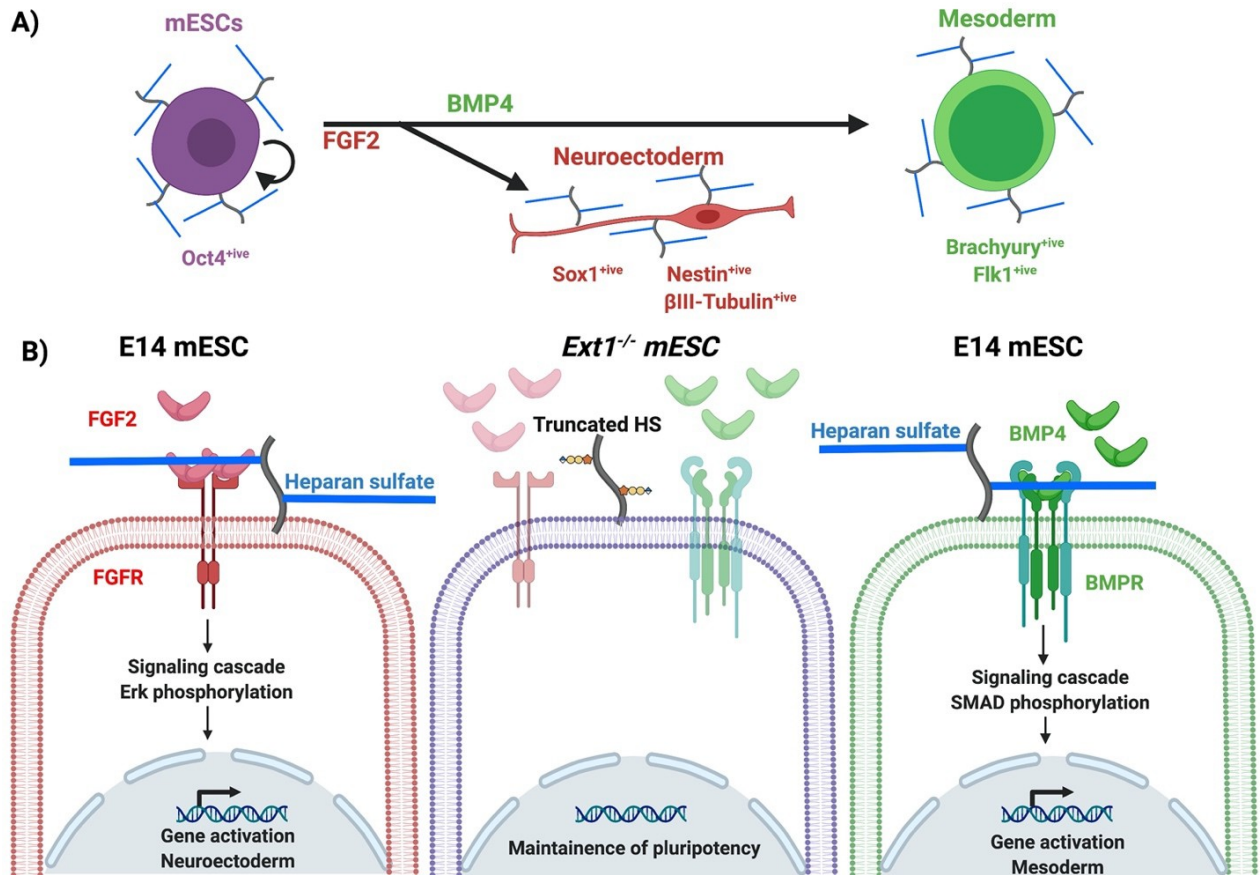 A)
mESCs
Oct4+ive
BMP4
FGF2
Neuroectoderm
Sox1+ive
Nestin+ive
βIII-Tubulin+ive
Mesoderm
Brachyury+ive
Flk1+ive
B)
E14 mESC
FGF2
Heparan sulfate
FGFR
Signaling cascade
Erk phosphorylation
Gene activation
Neuroectoderm
Ext1-/- mESC
Truncated HS
Maintainence of pluripotency
E14 mESC
Heparan sulfate
BMP4
BMPR
Signaling cascade
SMAD phosphorylation
Gene activation
Mesoderm